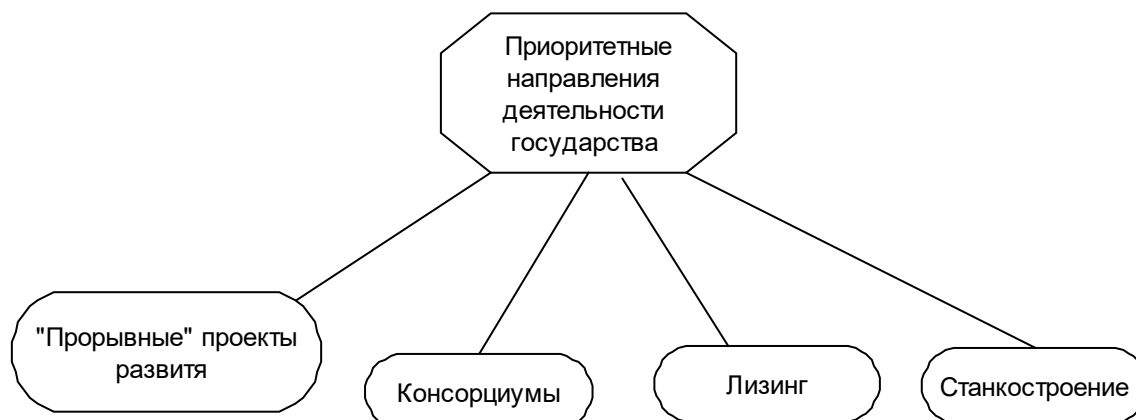 Приоритетные
направления
деятельности
государства
"Прорывные" проекты
развитя
Консорциумы
Лизинг
Станкостроение